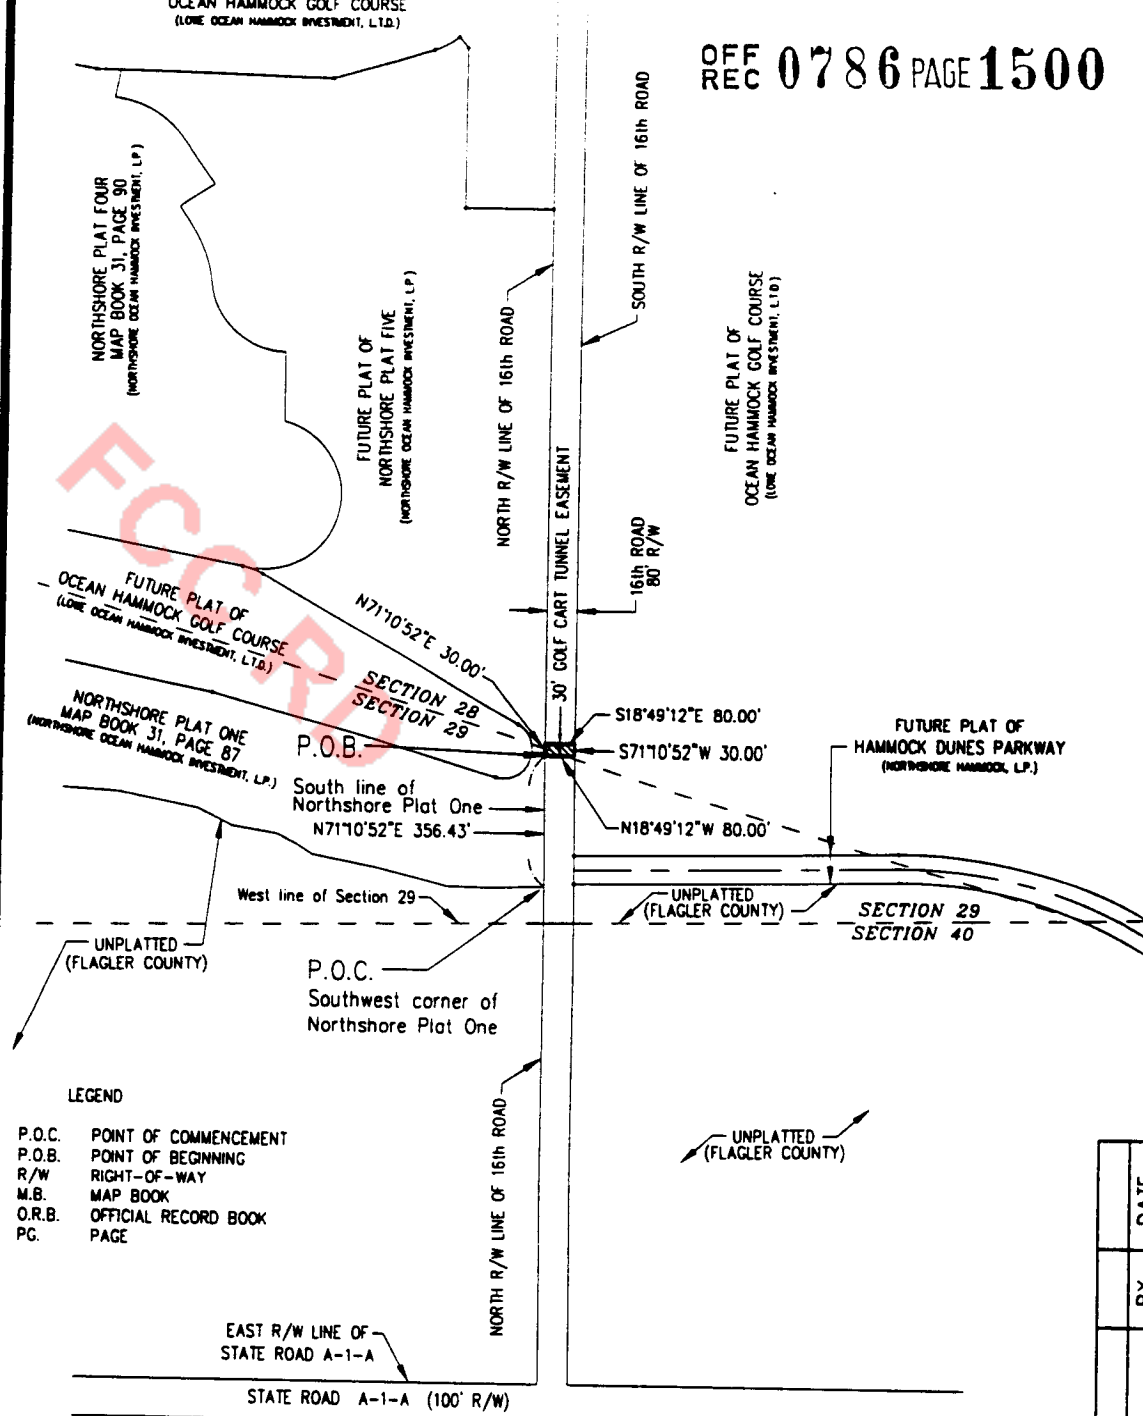 OCEAN HAMMOCK GOLF COURSE
(LOWE OCEAN HAMMOCK INVESTMENT, L.T.D.)
OFF
REC 0786 PAGE 1500
NORTHSHORE PLAT FOUR
MAP BOOK 31, PAGE 90
(NORTHSHORE OCEAN HAMMOCK INVESTMENT, L.P.)
FUTURE PLAT OF
NORTHSHORE PLAT FIVE
(NORTHSHORE OCEAN HAMMOCK INVESTMENT, L.P.)
NORTH R/W LINE OF 16th ROAD
SOUTH R/W LINE OF 16th ROAD
FUTURE PLAT OF
OCEAN HAMMOCK GOLF COURSE
(LOWE OCEAN HAMMOCK INVESTMENT, L.T.D.)
30' GOLF CART TUNNEL EASEMENT
16th ROAD
80' R/W
FCC RD
FUTURE PLAT OF
OCEAN HAMMOCK GOLF COURSE
(LOWE OCEAN HAMMOCK INVESTMENT, L.T.D.)
N71°10'52"E 30.00'
SECTION 28
SECTION 29
NORTHSHORE PLAT ONE
MAP BOOK 31, PAGE 87
(NORTHSHORE OCEAN HAMMOCK INVESTMENT, L.P.)
P.O.B.
S18°49'12"E 80.00'
S71°10'52"W 30.00'
N18°49'12"W 80.00'
FUTURE PLAT OF
HAMMOCK DUNES PARKWAY
(NORTHSHORE HAMMOCK, L.P.)
South line of
Northshore Plat One
N71°10'52"E 356.43'
West line of Section 29
UNPLATTED
(FLAGLER COUNTY)
SECTION 29
SECTION 40
UNPLATTED
(FLAGLER COUNTY)
P.O.C.
Southwest corner of
Northshore Plat One
LEGEND
P.O.C. POINT OF COMMENCEMENT
P.O.B. POINT OF BEGINNING
R/W RIGHT-OF-WAY
M.B. MAP BOOK
O.R.B. OFFICIAL RECORD BOOK
PG. PAGE
NORTH R/W LINE OF 16th ROAD
UNPLATTED
(FLAGLER COUNTY)
DATE
BY
EAST R/W LINE OF
STATE ROAD A-1-A
STATE ROAD A-1-A (100' R/W)